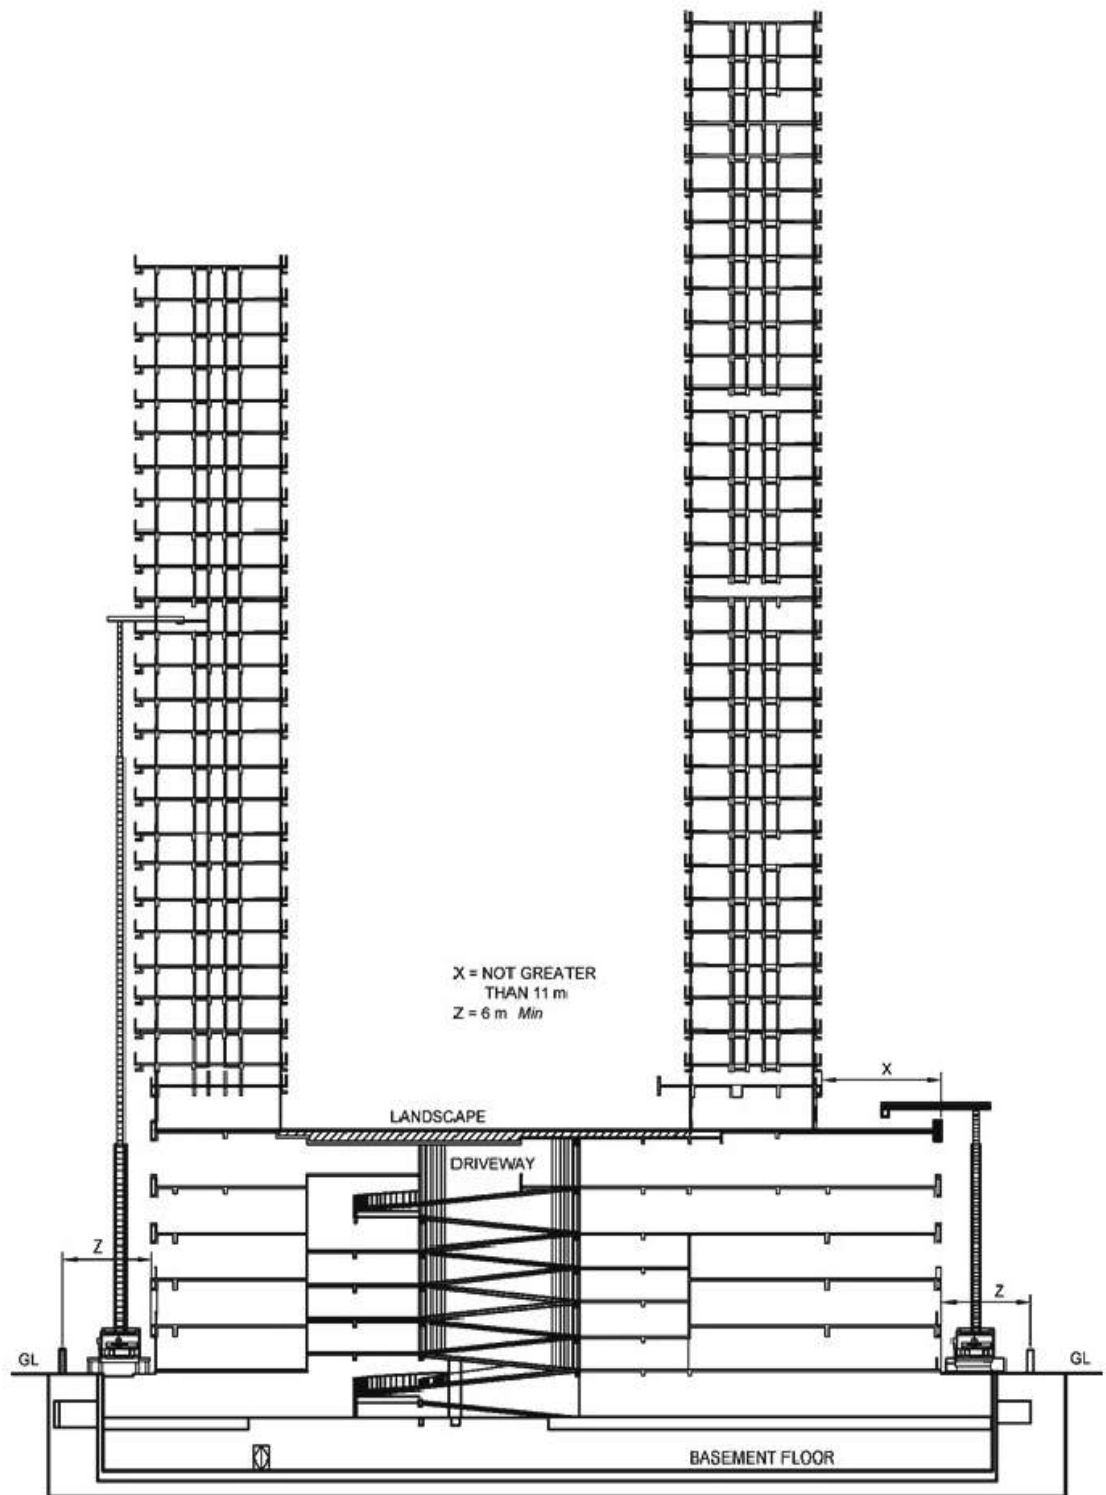 X = NOT GREATER
THAN 11 m
Z = 6 m Min
X
LANDSCAPE
DRIVEWAY
Z
Z
GL
GL
BASEMENT FLOOR